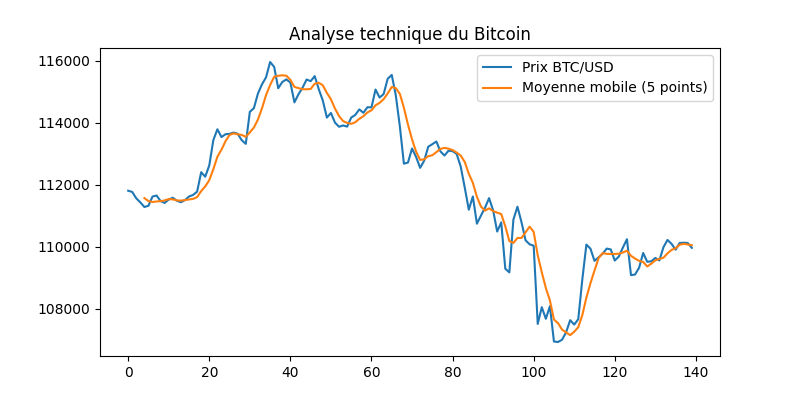 Analyse technique du Bitcoin
Prix BTC/USD
Moyenne mobile (5 points)
116000
114000
112000
110000
108000
0 20 40 60 80 100 120 140